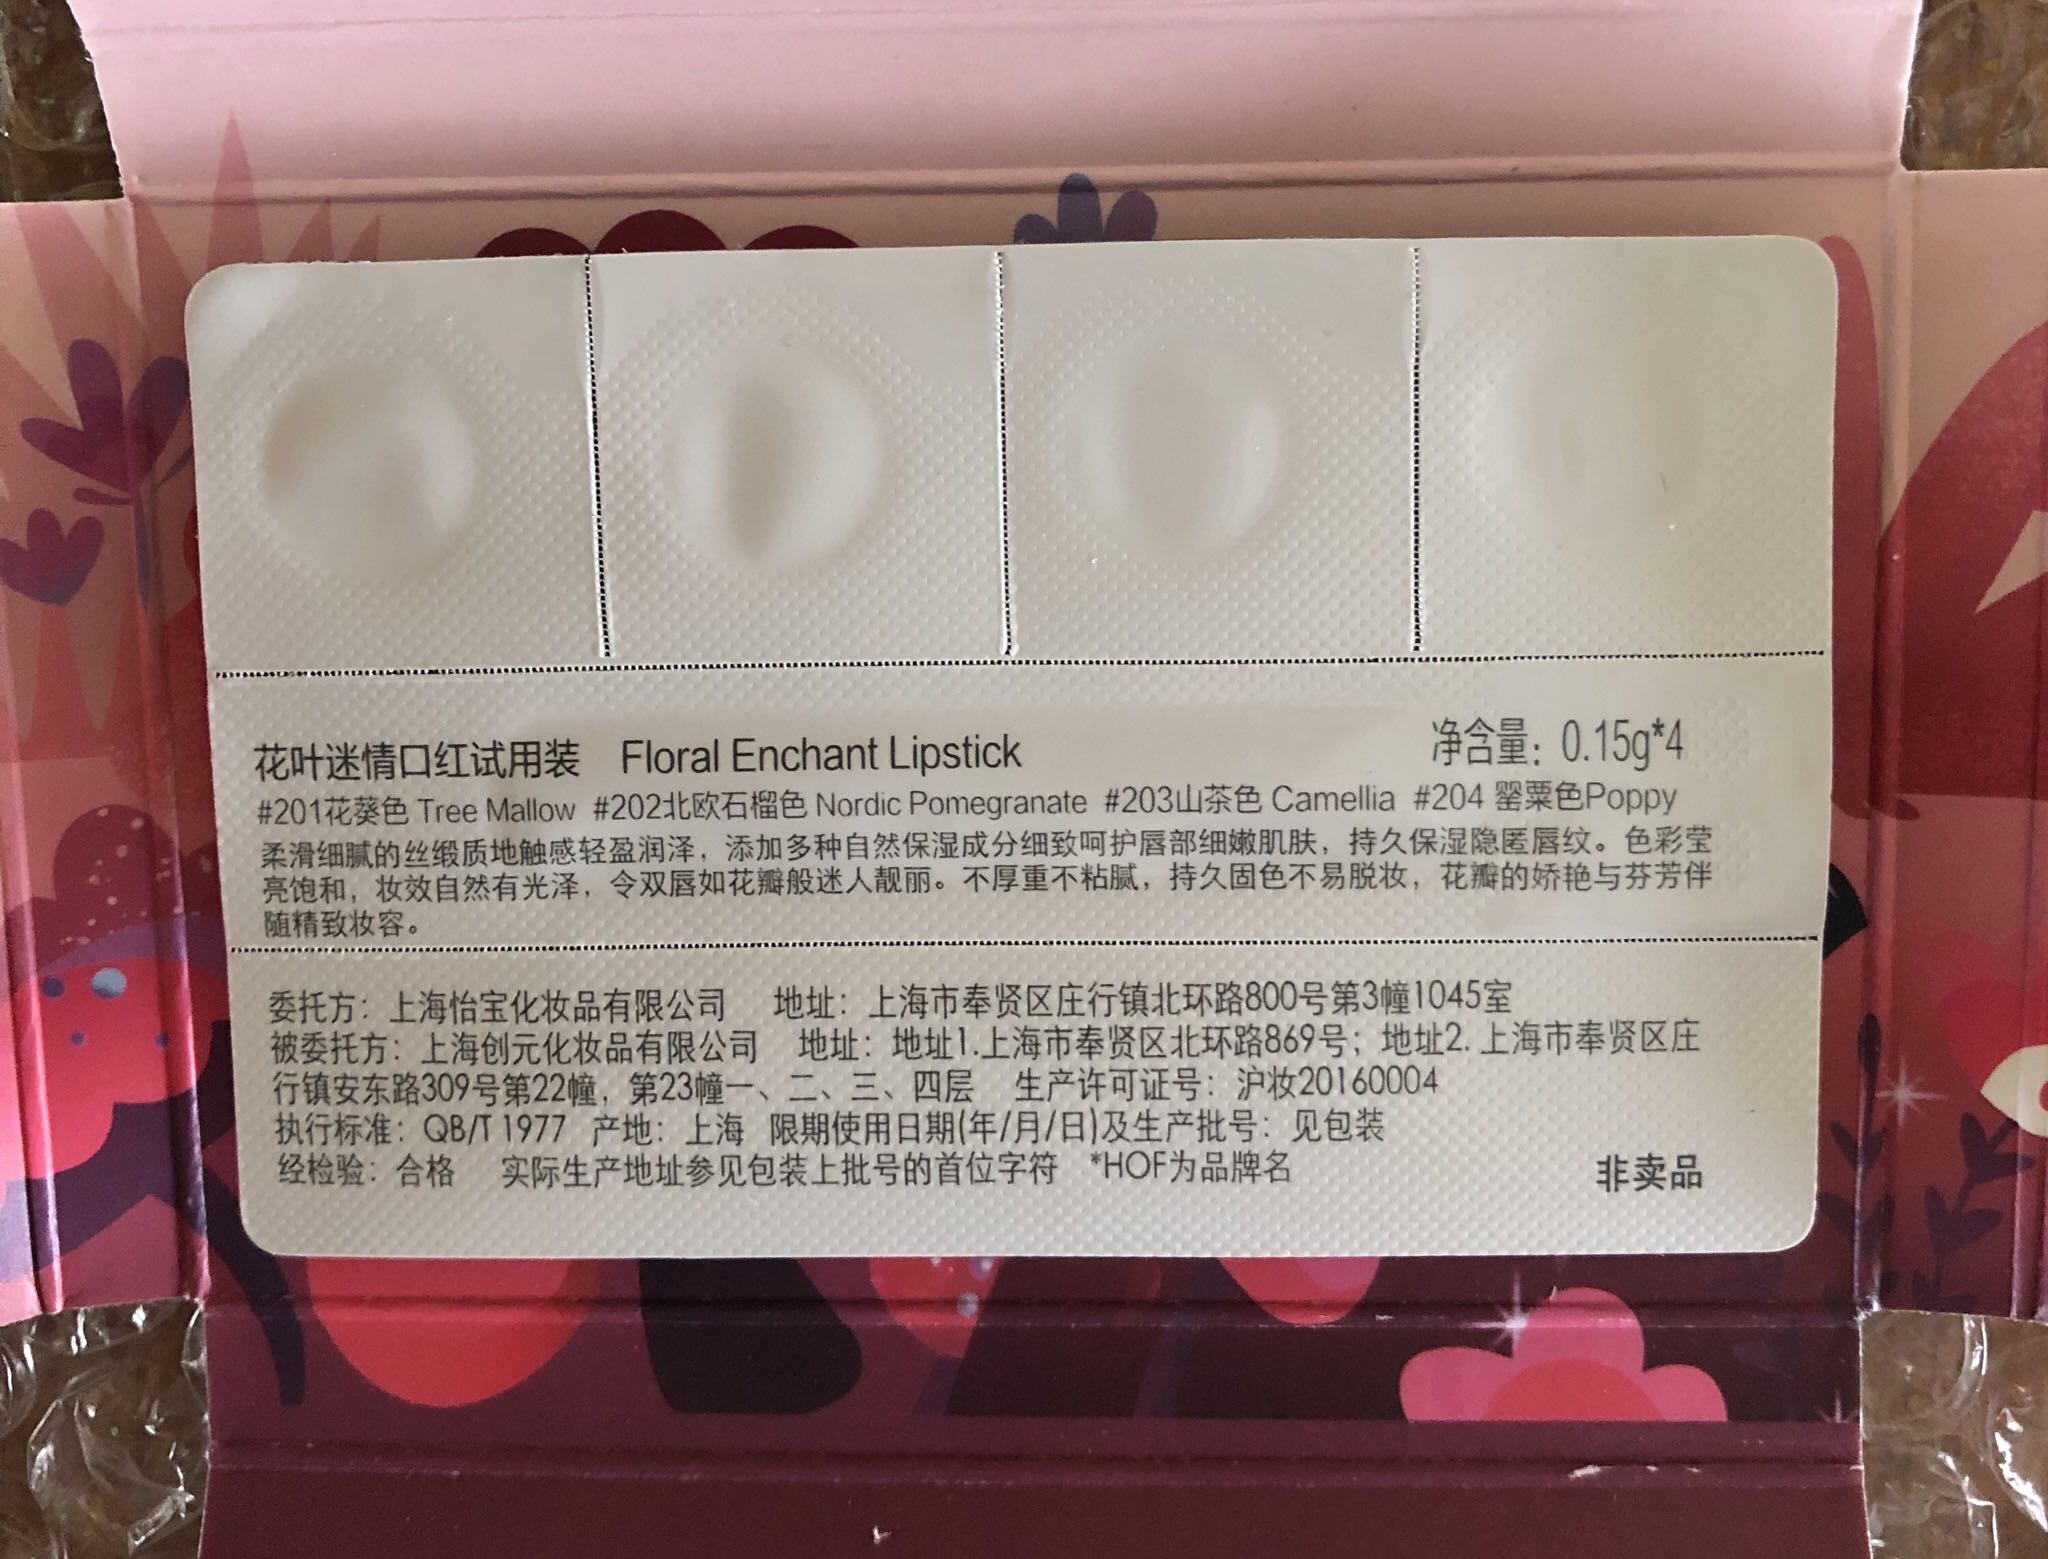 花叶迷情口红试用装 Floral Enchant Lipstick 净含量：0.15g*4
#201花葵色 Tree Mallow #202北欧石榴色 Nordic Pomegranate #203山茶色 Camellia #204 罂粟色Poppy
柔滑细腻的丝缎质地触感轻盈润泽，添加多种自然保湿成分细致呵护唇部细嫩肌肤，持久保湿隐匿唇纹。色彩莹
亮饱和，妆效自然有光泽，令双唇如花瓣般迷人靓丽。不厚重不粘腻，持久固色不易脱妆，花瓣的娇艳与芬芳伴
随精致妆容。
委托方：上海怡宝化妆品有限公司 地址：上海市奉贤区庄行镇北环路800号第3幢1045室
被委托方：上海创元化妆品有限公司 地址：地址1.上海市奉贤区北环路869号；地址2. 上海市奉贤区庄
行镇安东路309号第22幢，第23幢一、二、三、四层 生产许可证号：沪妆20160004
执行标准：QB/T 1977 产地：上海 限期使用日期(年/月/日)及生产批号：见包装
经检验：合格 实际生产地址参见包装上批号的首位字符 *HOF为品牌名 非卖品